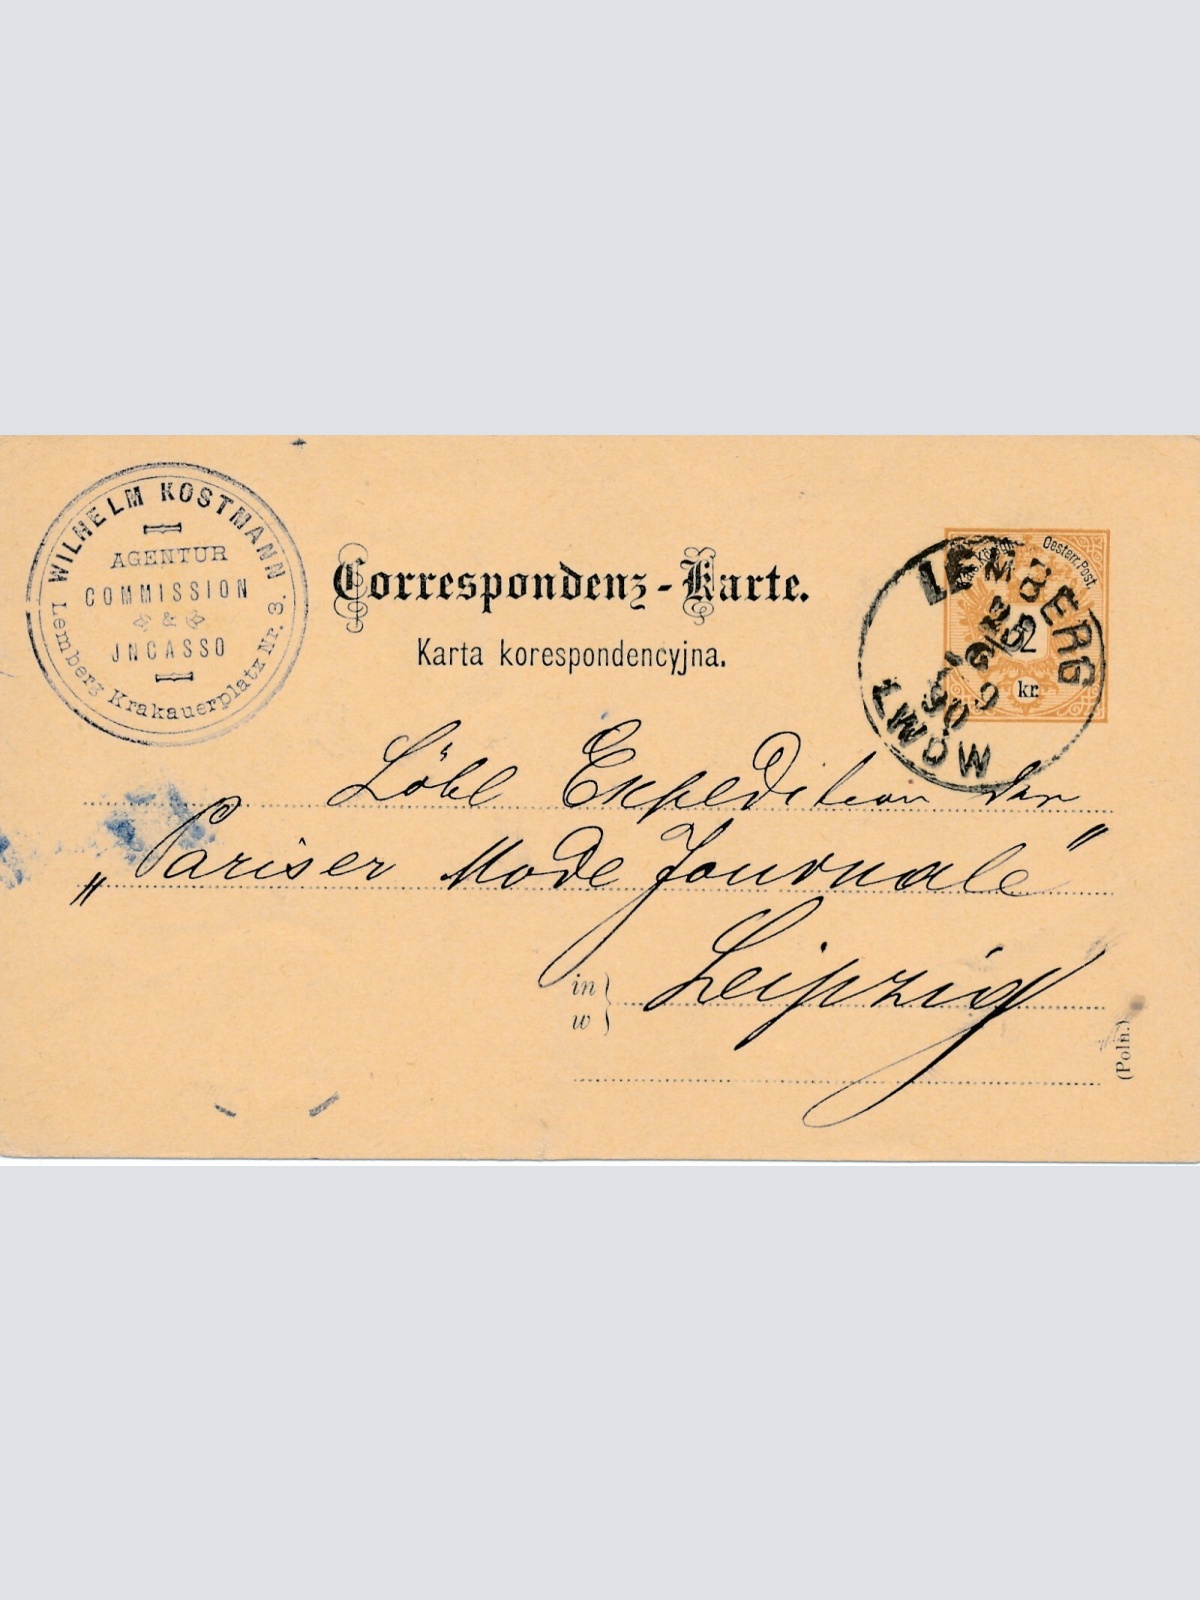 WILHELM KOSTMANN
AGENTUR
COMMISSION
&
JNCASSO
Lemberg Krakauerplatz Nr. 3.
Correspondenz-Karte.
Karta korespondencyjna.
Oesterr. Post.
2
kr.
LEMBERG
LWÓW
90
Löbl Expedition der
„Pariser Mode Journale"
in
w
Leipzig
(Poln.)